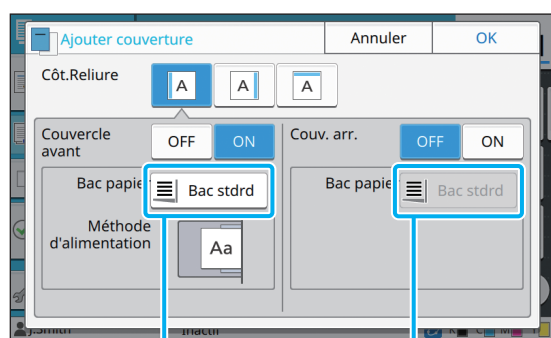 Ajouter couverture
Annuler
OK
Côt.Reliure
A
A
A
Couvercle
avant
OFF
ON
Couv. arr.
OFF
ON
Bac papier
Bac stdrd
Bac papier
Bac stdrd
Méthode
d'alimentation
Aa
J.Smith
Inactif
K
C
M